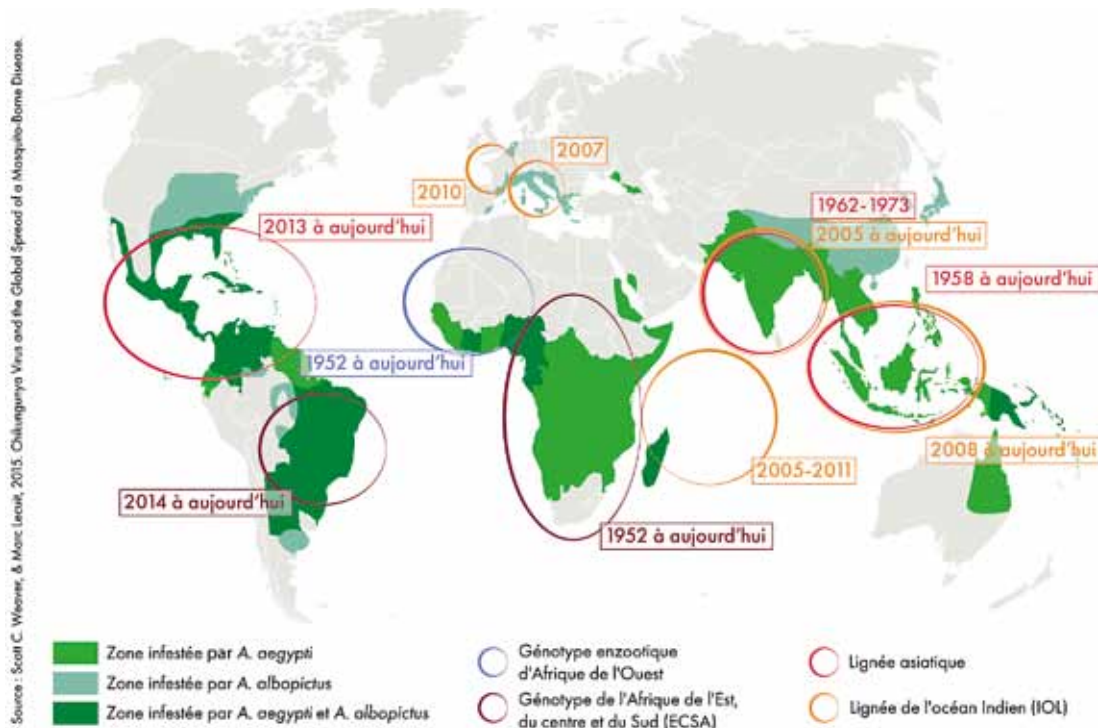 Source : Scott C. Weaver, & Marc Lecuit, 2015. Chikungunya Virus and the Global Spread of a Mosquito-Borne Disease.
2007
2010
1962-1973
2013 à aujourd'hui
2005 à aujourd'hui
1958 à aujourd'hui
1952 à aujourd'hui
2008 à aujourd'hui
2005-2011
2014 à aujourd'hui
1952 à aujourd'hui
Zone infestée par A. aegypti
Zone infestée par A. albopictus
Zone infestée par A. aegypti et A. albopictus
Génotype enzootique
d'Afrique de l'Ouest
Génotype de l'Afrique de l'Est,
du centre et du Sud (ECSA)
Lignée asiatique
Lignée de l'océan Indien (IOL)